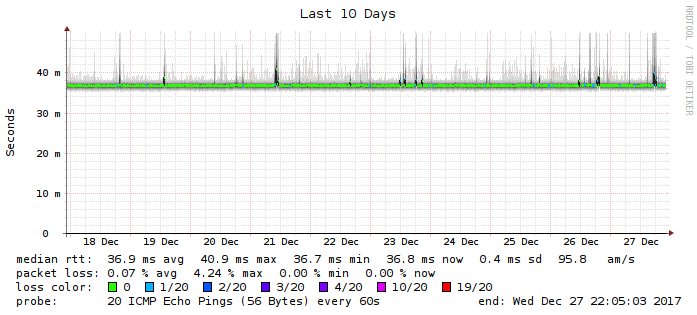 Last 10 Days
RRDTOOL / TOBI OETIKER
Seconds
40 m
30 m
20 m
10 m
0
18 Dec 19 Dec 20 Dec 21 Dec 22 Dec 23 Dec 24 Dec 25 Dec 26 Dec 27 Dec
median rtt: 36.9 ms avg 40.9 ms max 36.7 ms min 36.8 ms now 0.4 ms sd 95.8 am/s
packet loss: 0.07 % avg 4.24 % max 0.00 % min 0.00 % now
loss color: 0 1/20 2/20 3/20 4/20 10/20 19/20
probe: 20 ICMP Echo Pings (56 Bytes) every 60s end: Wed Dec 27 22:05:03 2017